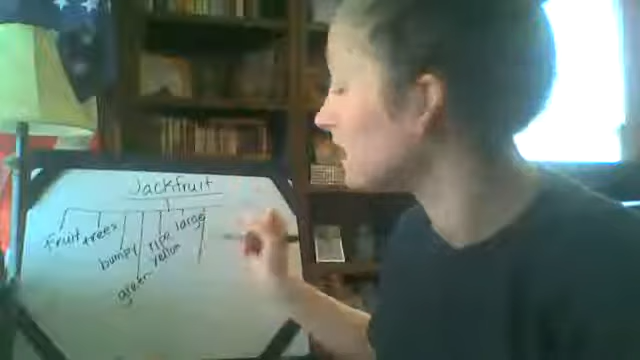 Jackfruit
fruit
trees
bumpy
green
ripe
yellow
large